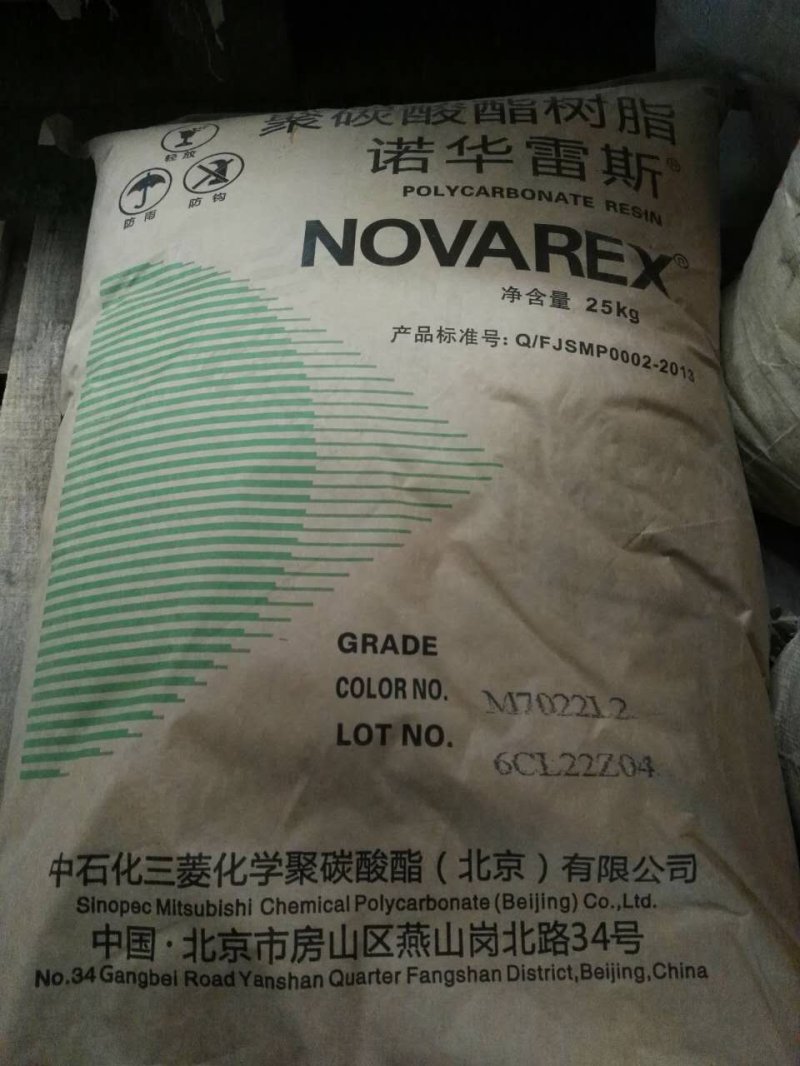 聚碳酸酯树脂
轻放
诺华雷斯®
防雨 防钩
POLYCARBONATE RESIN
NOVAREX®
净含量 25kg
产品标准号: Q/FJSMP0002-2013
GRADE
COLOR NO. M7022L2
LOT NO. 6CL22Z04
中石化三菱化学聚碳酸酯(北京)有限公司
Sinopec Mitsubishi Chemical Polycarbonate (Beijing) Co.,Ltd.
中国·北京市房山区燕山岗北路34号
No.34 Gangbei Road Yanshan Quarter Fangshan District,Beijing,China